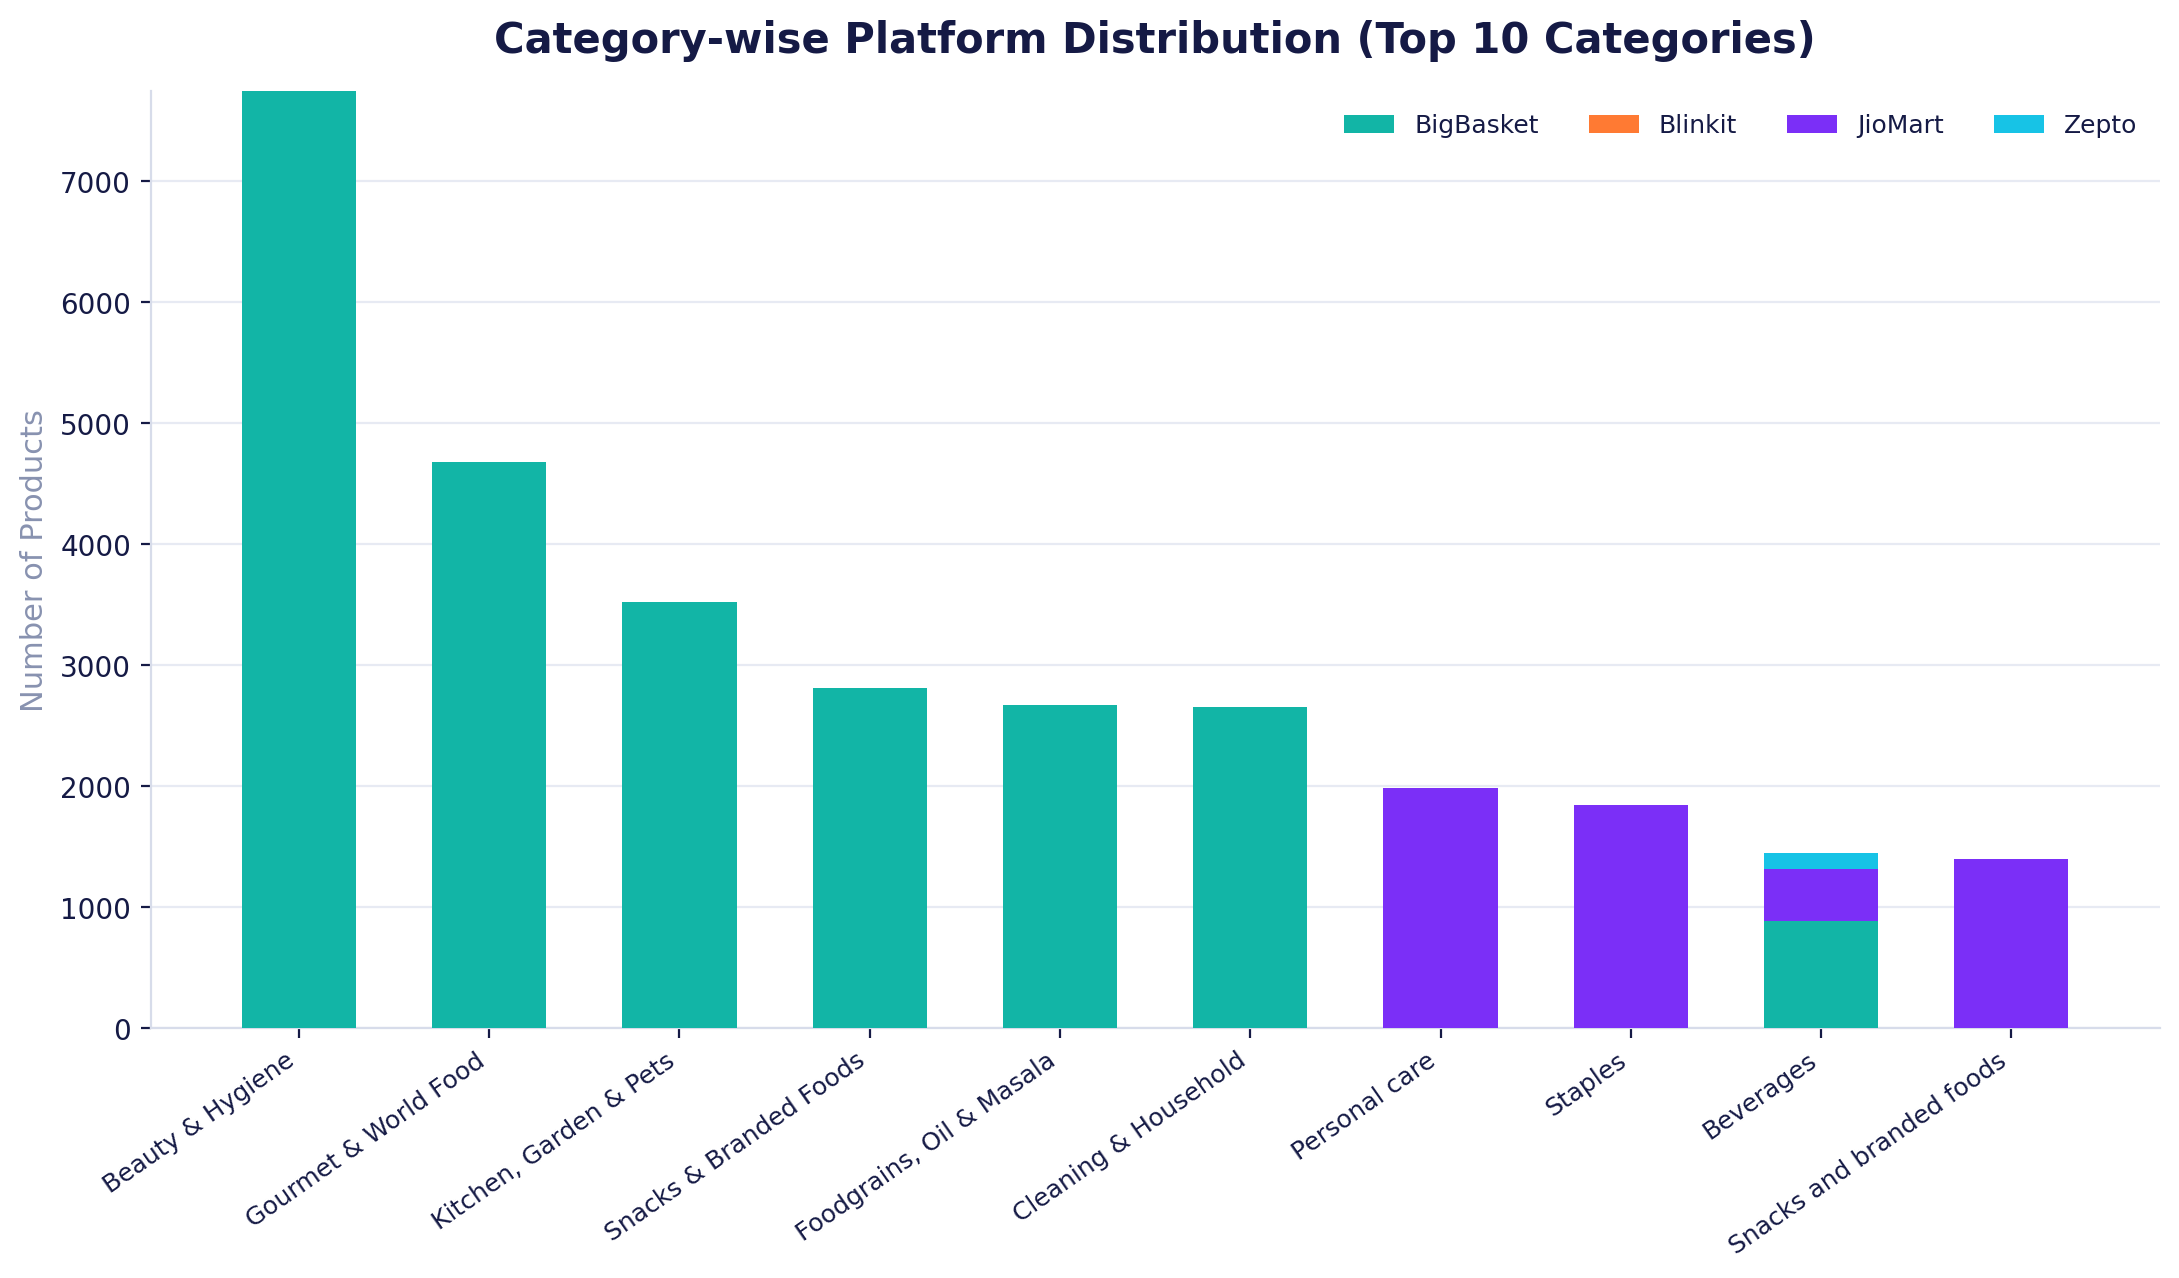 Category-wise Platform Distribution (Top 10 Categories)
BigBasket
Blinkit
JioMart
Zepto
Number of Products
7000
6000
5000
4000
3000
2000
1000
0
Beauty & Hygiene
Gourmet & World Food
Kitchen, Garden & Pets
Snacks & Branded Foods
Foodgrains, Oil & Masala
Cleaning & Household
Personal care
Staples
Beverages
Snacks and branded foods